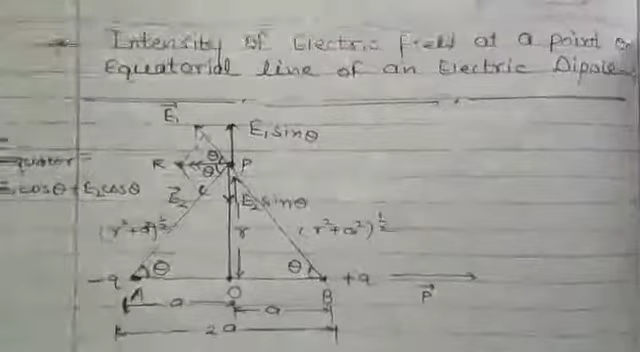 Intensity of Electric field at a point on
Equatorial line of an Electric Dipole
E₁
E₁sinθ
θ
R
P
θ
E₁cosθ + E₂cosθ
E₂
E₂sinθ
(r²+a²)½
r
(r²+a²)½
-q
θ
θ
+q
P
A
O
B
a
a
2a